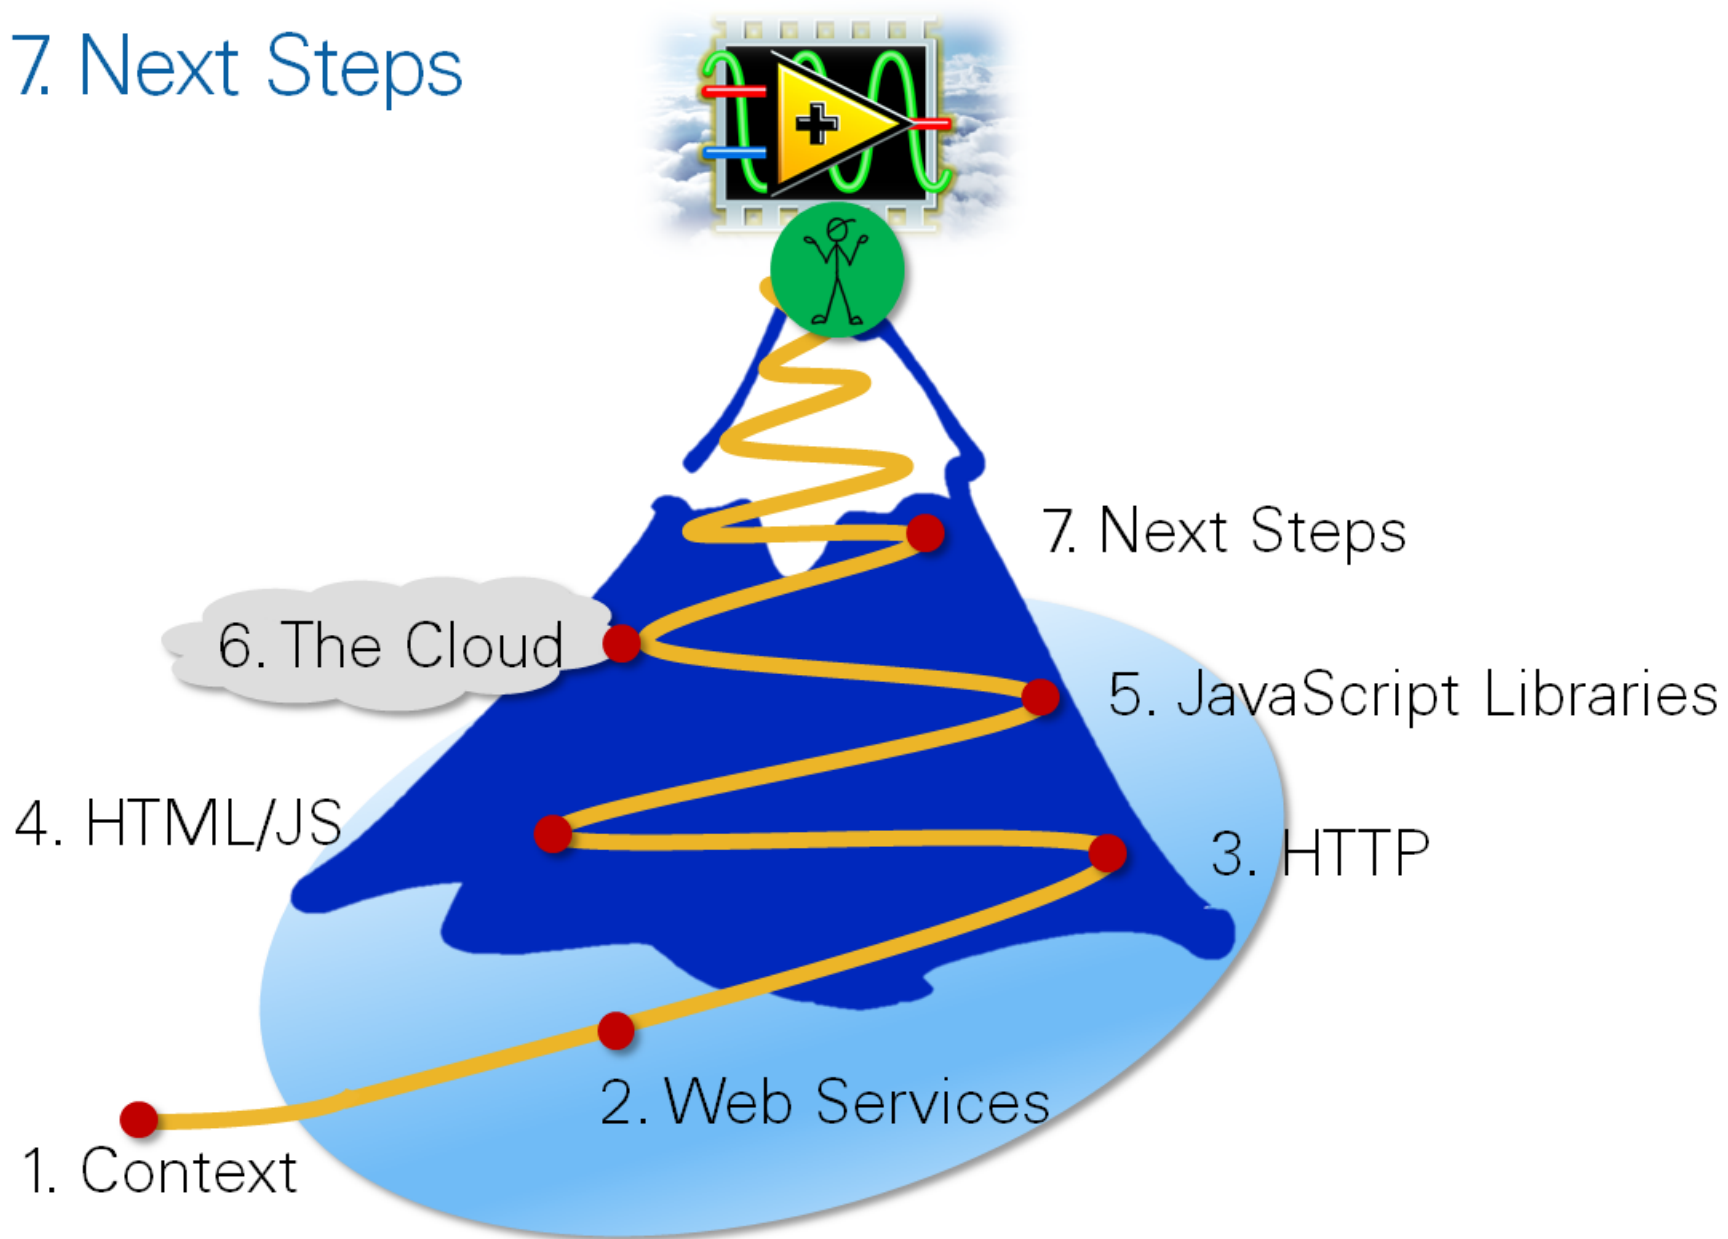 7. Next Steps
7. Next Steps
6. The Cloud
5. JavaScript Libraries
4. HTML/JS
3. HTTP
2. Web Services
1. Context